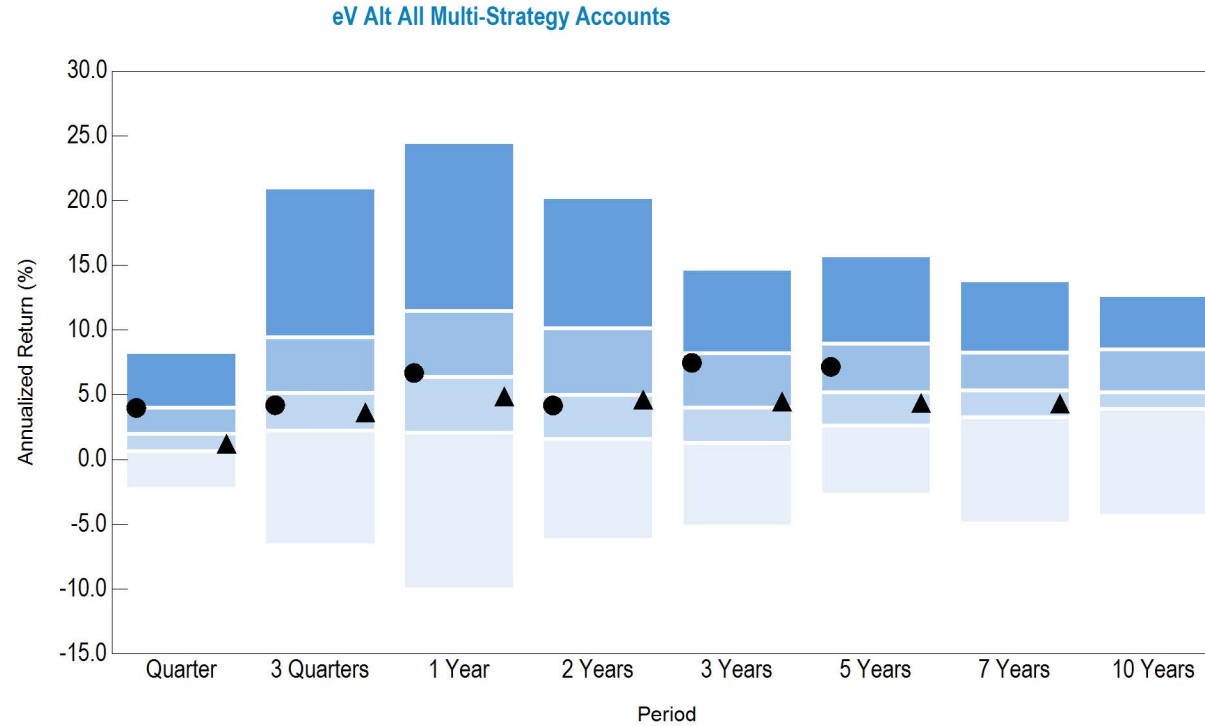 eV Alt All Multi-Strategy Accounts
30.0
25.0
20.0
15.0
10.0
5.0
0.0
-5.0
-10.0
-15.0
Annualized Return (%)
Quarter 3 Quarters 1 Year 2 Years 3 Years 5 Years 7 Years 10 Years
Period